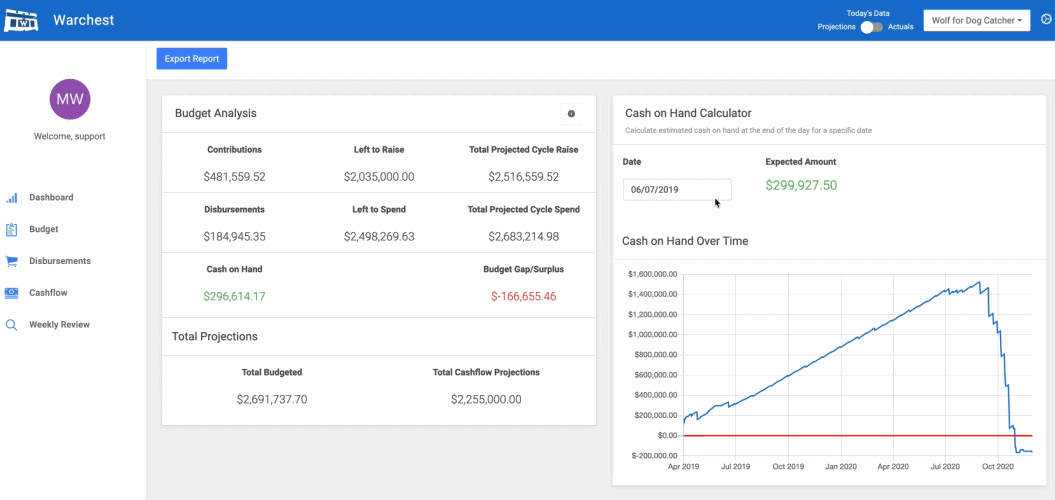 W
Warchest
Today's Data
Projections Actuals
Wolf for Dog Catcher
Export Report
MW
Welcome, support
Dashboard
Budget
Disbursements
Cashflow
Weekly Review
Budget Analysis
Contributions Left to Raise Total Projected Cycle Raise
$481,559.52 $2,035,000.00 $2,516,559.52
Disbursements Left to Spend Total Projected Cycle Spend
$184,945.35 $2,498,269.63 $2,683,214.98
Cash on Hand Budget Gap/Surplus
$296,614.17 $-166,655.46
Total Projections
Total Budgeted Total Cashflow Projections
$2,691,737.70 $2,255,000.00
Cash on Hand Calculator
Calculate estimated cash on hand at the end of the day for a specific date
Date Expected Amount
06/07/2019 $299,927.50
Cash on Hand Over Time
$1,600,000.00
$1,400,000.00
$1,200,000.00
$1,000,000.00
$800,000.00
$600,000.00
$400,000.00
$200,000.00
$0.00
$-200,000.00
Apr 2019 Jul 2019 Oct 2019 Jan 2020 Apr 2020 Jul 2020 Oct 2020